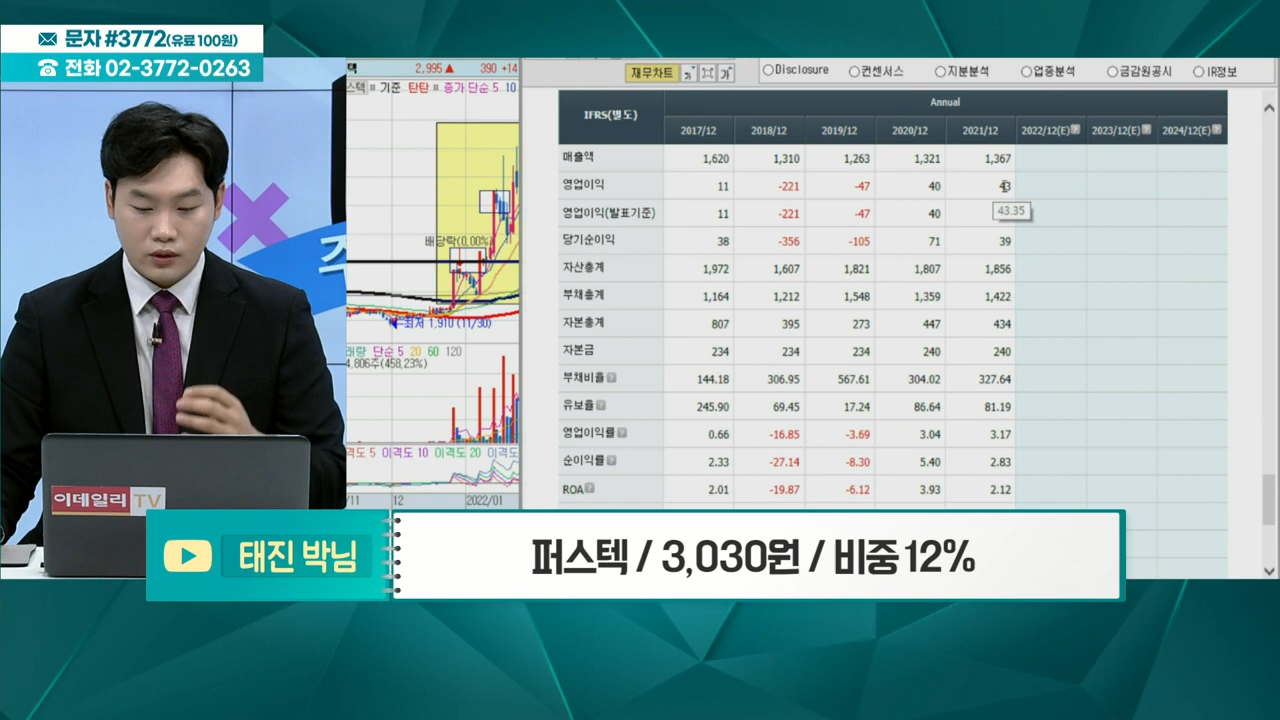 문자 #3772(유료 100원)
전화 02-3772-0263
2,995▲ 390 +14
기준 탄탄 종가 단순 5 10
배당락(0.00%)
최저 1,910 (11/30)
단순 5 20 60 120
4,806주(458.23%)
격도 5 이격도 10 이격도 20 이격도
/11 12 2022/01
재무차트 Disclosure 컨센서스 지분분석 업종분석 금감원공시 IR정보
IFRS(별도) Annual
2017/12 2018/12 2019/12 2020/12 2021/12 2022/12(E) 2023/12(E) 2024/12(E)
매출액 1,620 1,310 1,263 1,321 1,367
영업이익 11 -221 -47 40 43
영업이익(발표기준) 11 -221 -47 40
43.35
당기순이익 38 -356 -105 71 39
자산총계 1,972 1,607 1,821 1,807 1,856
부채총계 1,164 1,212 1,548 1,359 1,422
자본총계 807 395 273 447 434
자본금 234 234 234 240 240
부채비율 144.18 306.95 567.61 304.02 327.64
유보율 245.90 69.45 17.24 86.64 81.19
영업이익률 0.66 -16.85 -3.69 3.04 3.17
순이익률 2.33 -27.14 -8.30 5.40 2.83
ROA 2.01 -19.87 -6.12 3.93 2.12
이데일리 TV
태진 박님
퍼스텍 / 3,030원 / 비중 12%